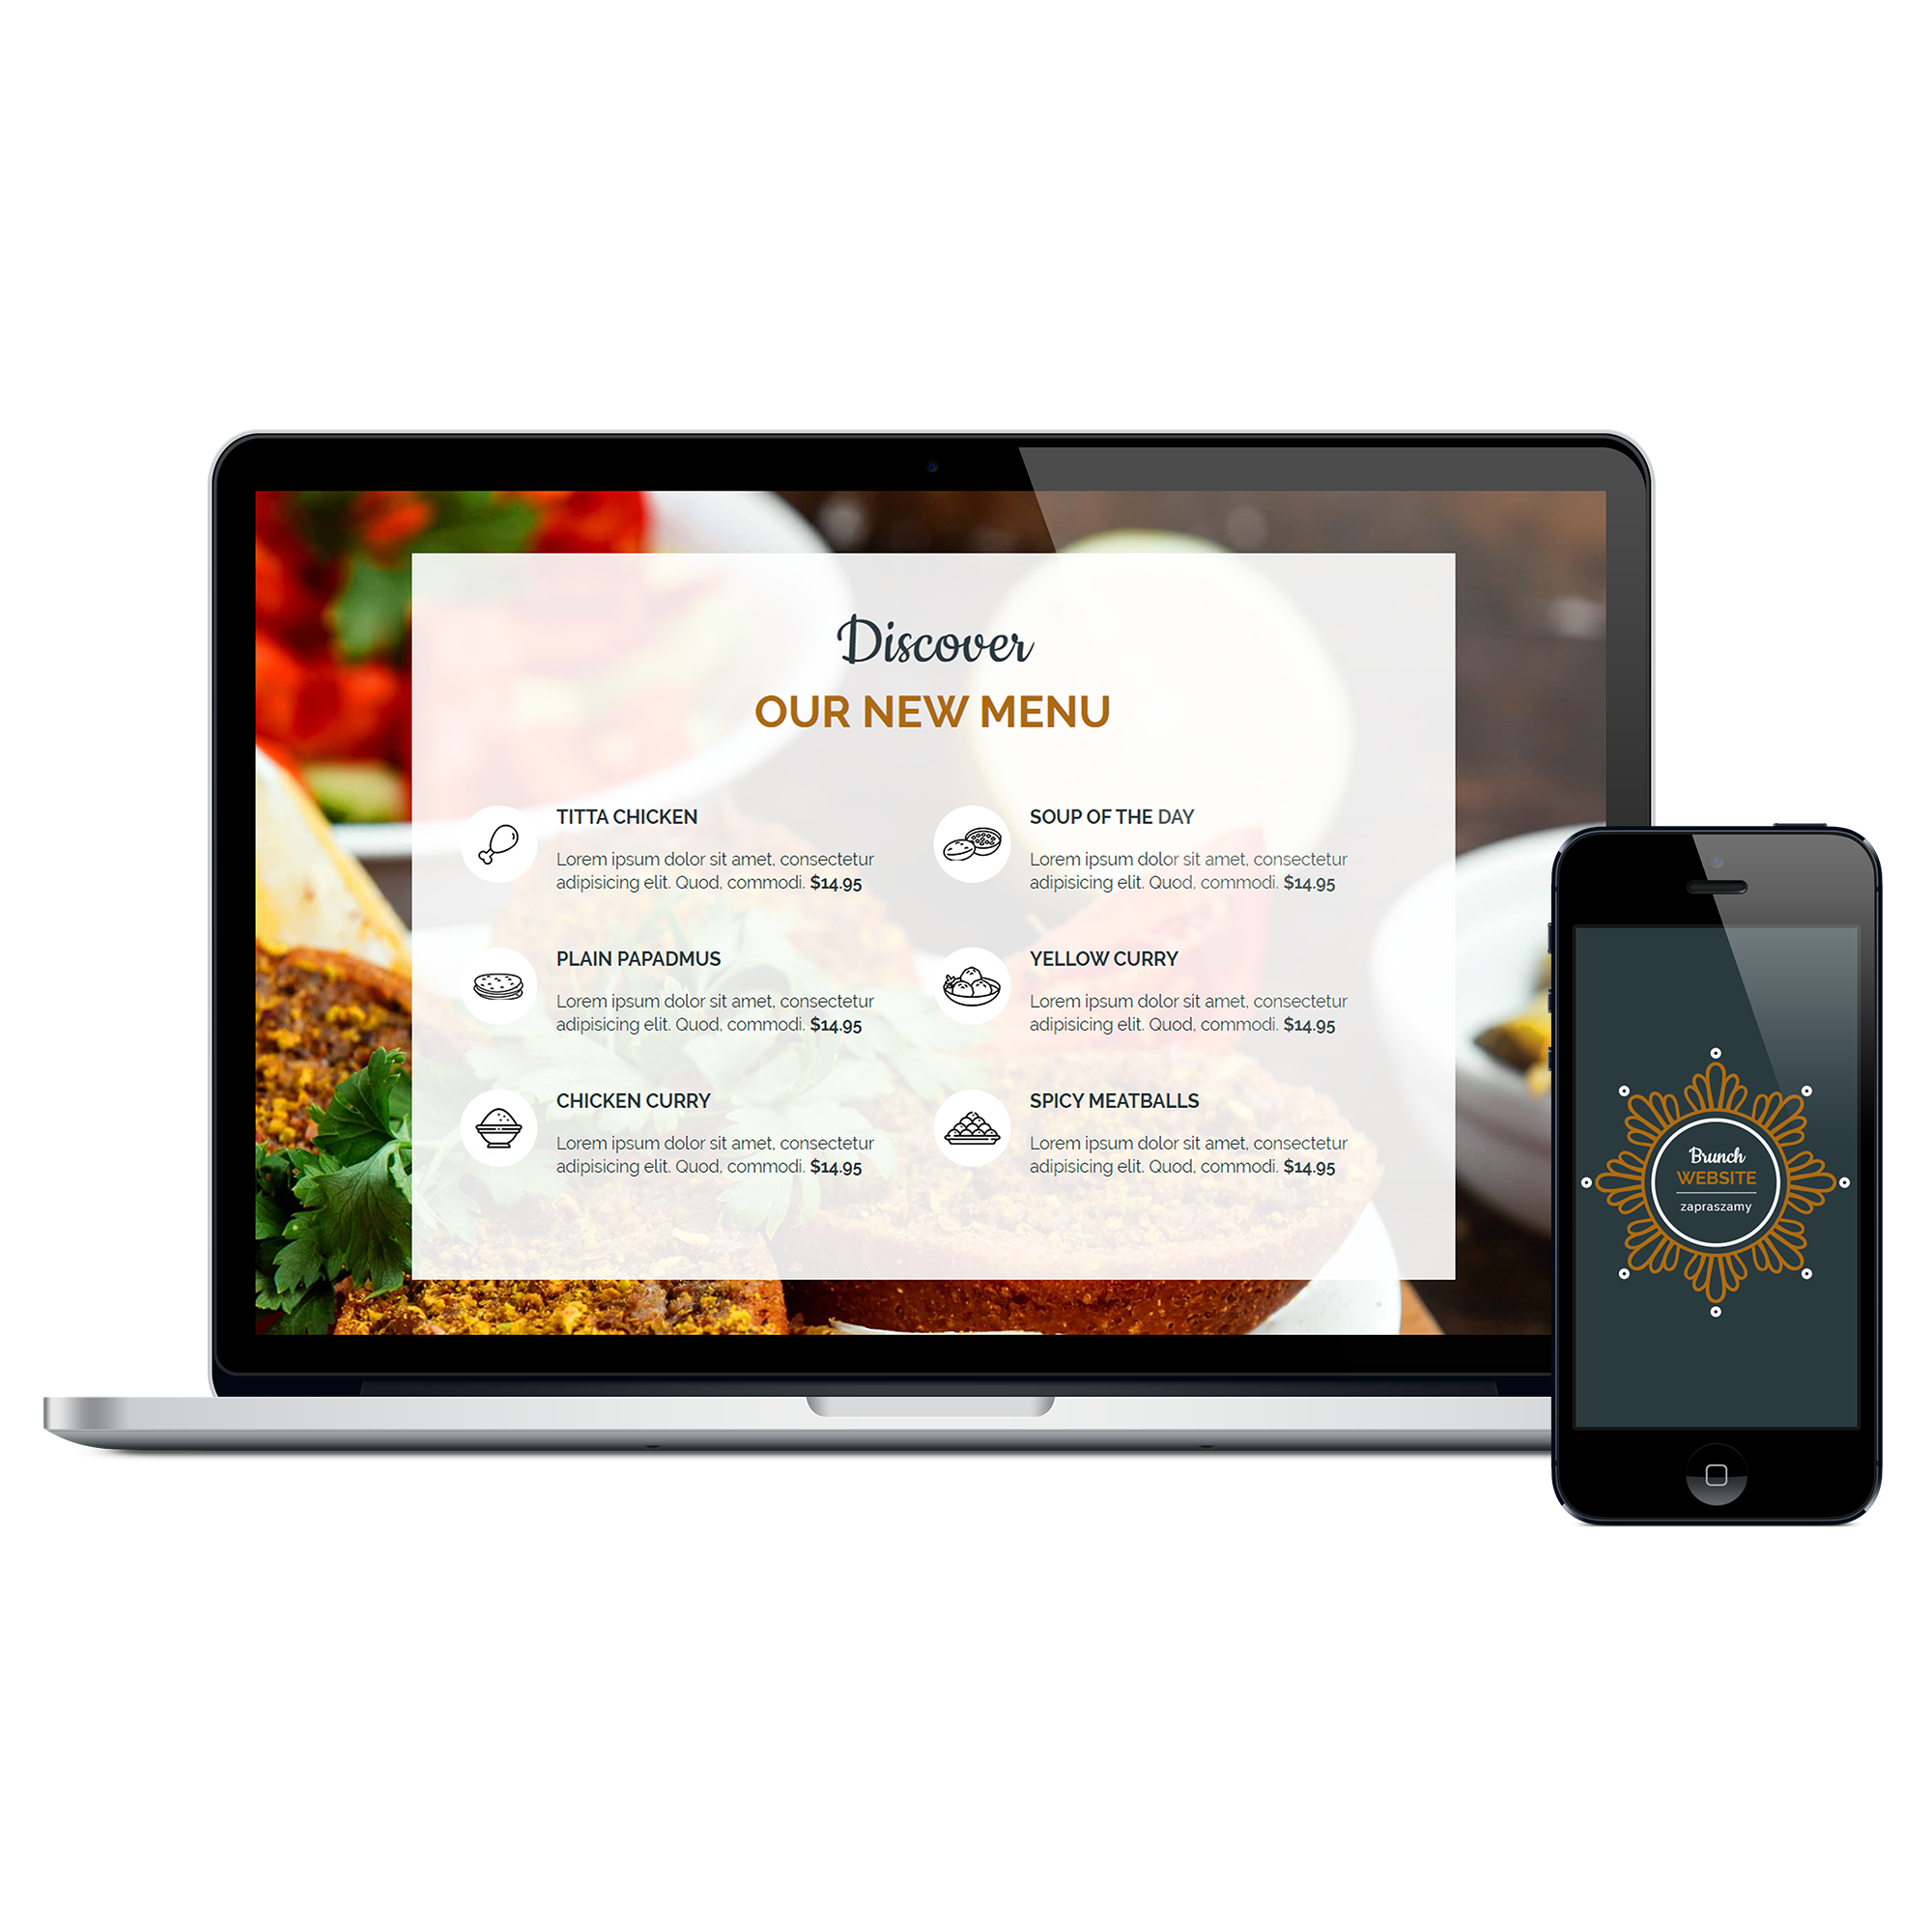 Discover
OUR NEW MENU
TITTA CHICKEN
Lorem ipsum dolor sit amet, consectetur
adipisicing elit. Quod, commodi. $14.95
SOUP OF THE DAY
Lorem ipsum dolor sit amet, consectetur
adipisicing elit. Quod, commodi. $14.95
PLAIN PAPADMUS
Lorem ipsum dolor sit amet, consectetur
adipisicing elit. Quod, commodi. $14.95
YELLOW CURRY
Lorem ipsum dolor sit amet, consectetur
adipisicing elit. Quod, commodi. $14.95
CHICKEN CURRY
Lorem ipsum dolor sit amet, consectetur
adipisicing elit. Quod, commodi. $14.95
SPICY MEATBALLS
Lorem ipsum dolor sit amet, consectetur
adipisicing elit. Quod, commodi. $14.95
Brunch
WEBSITE
zapraszamy